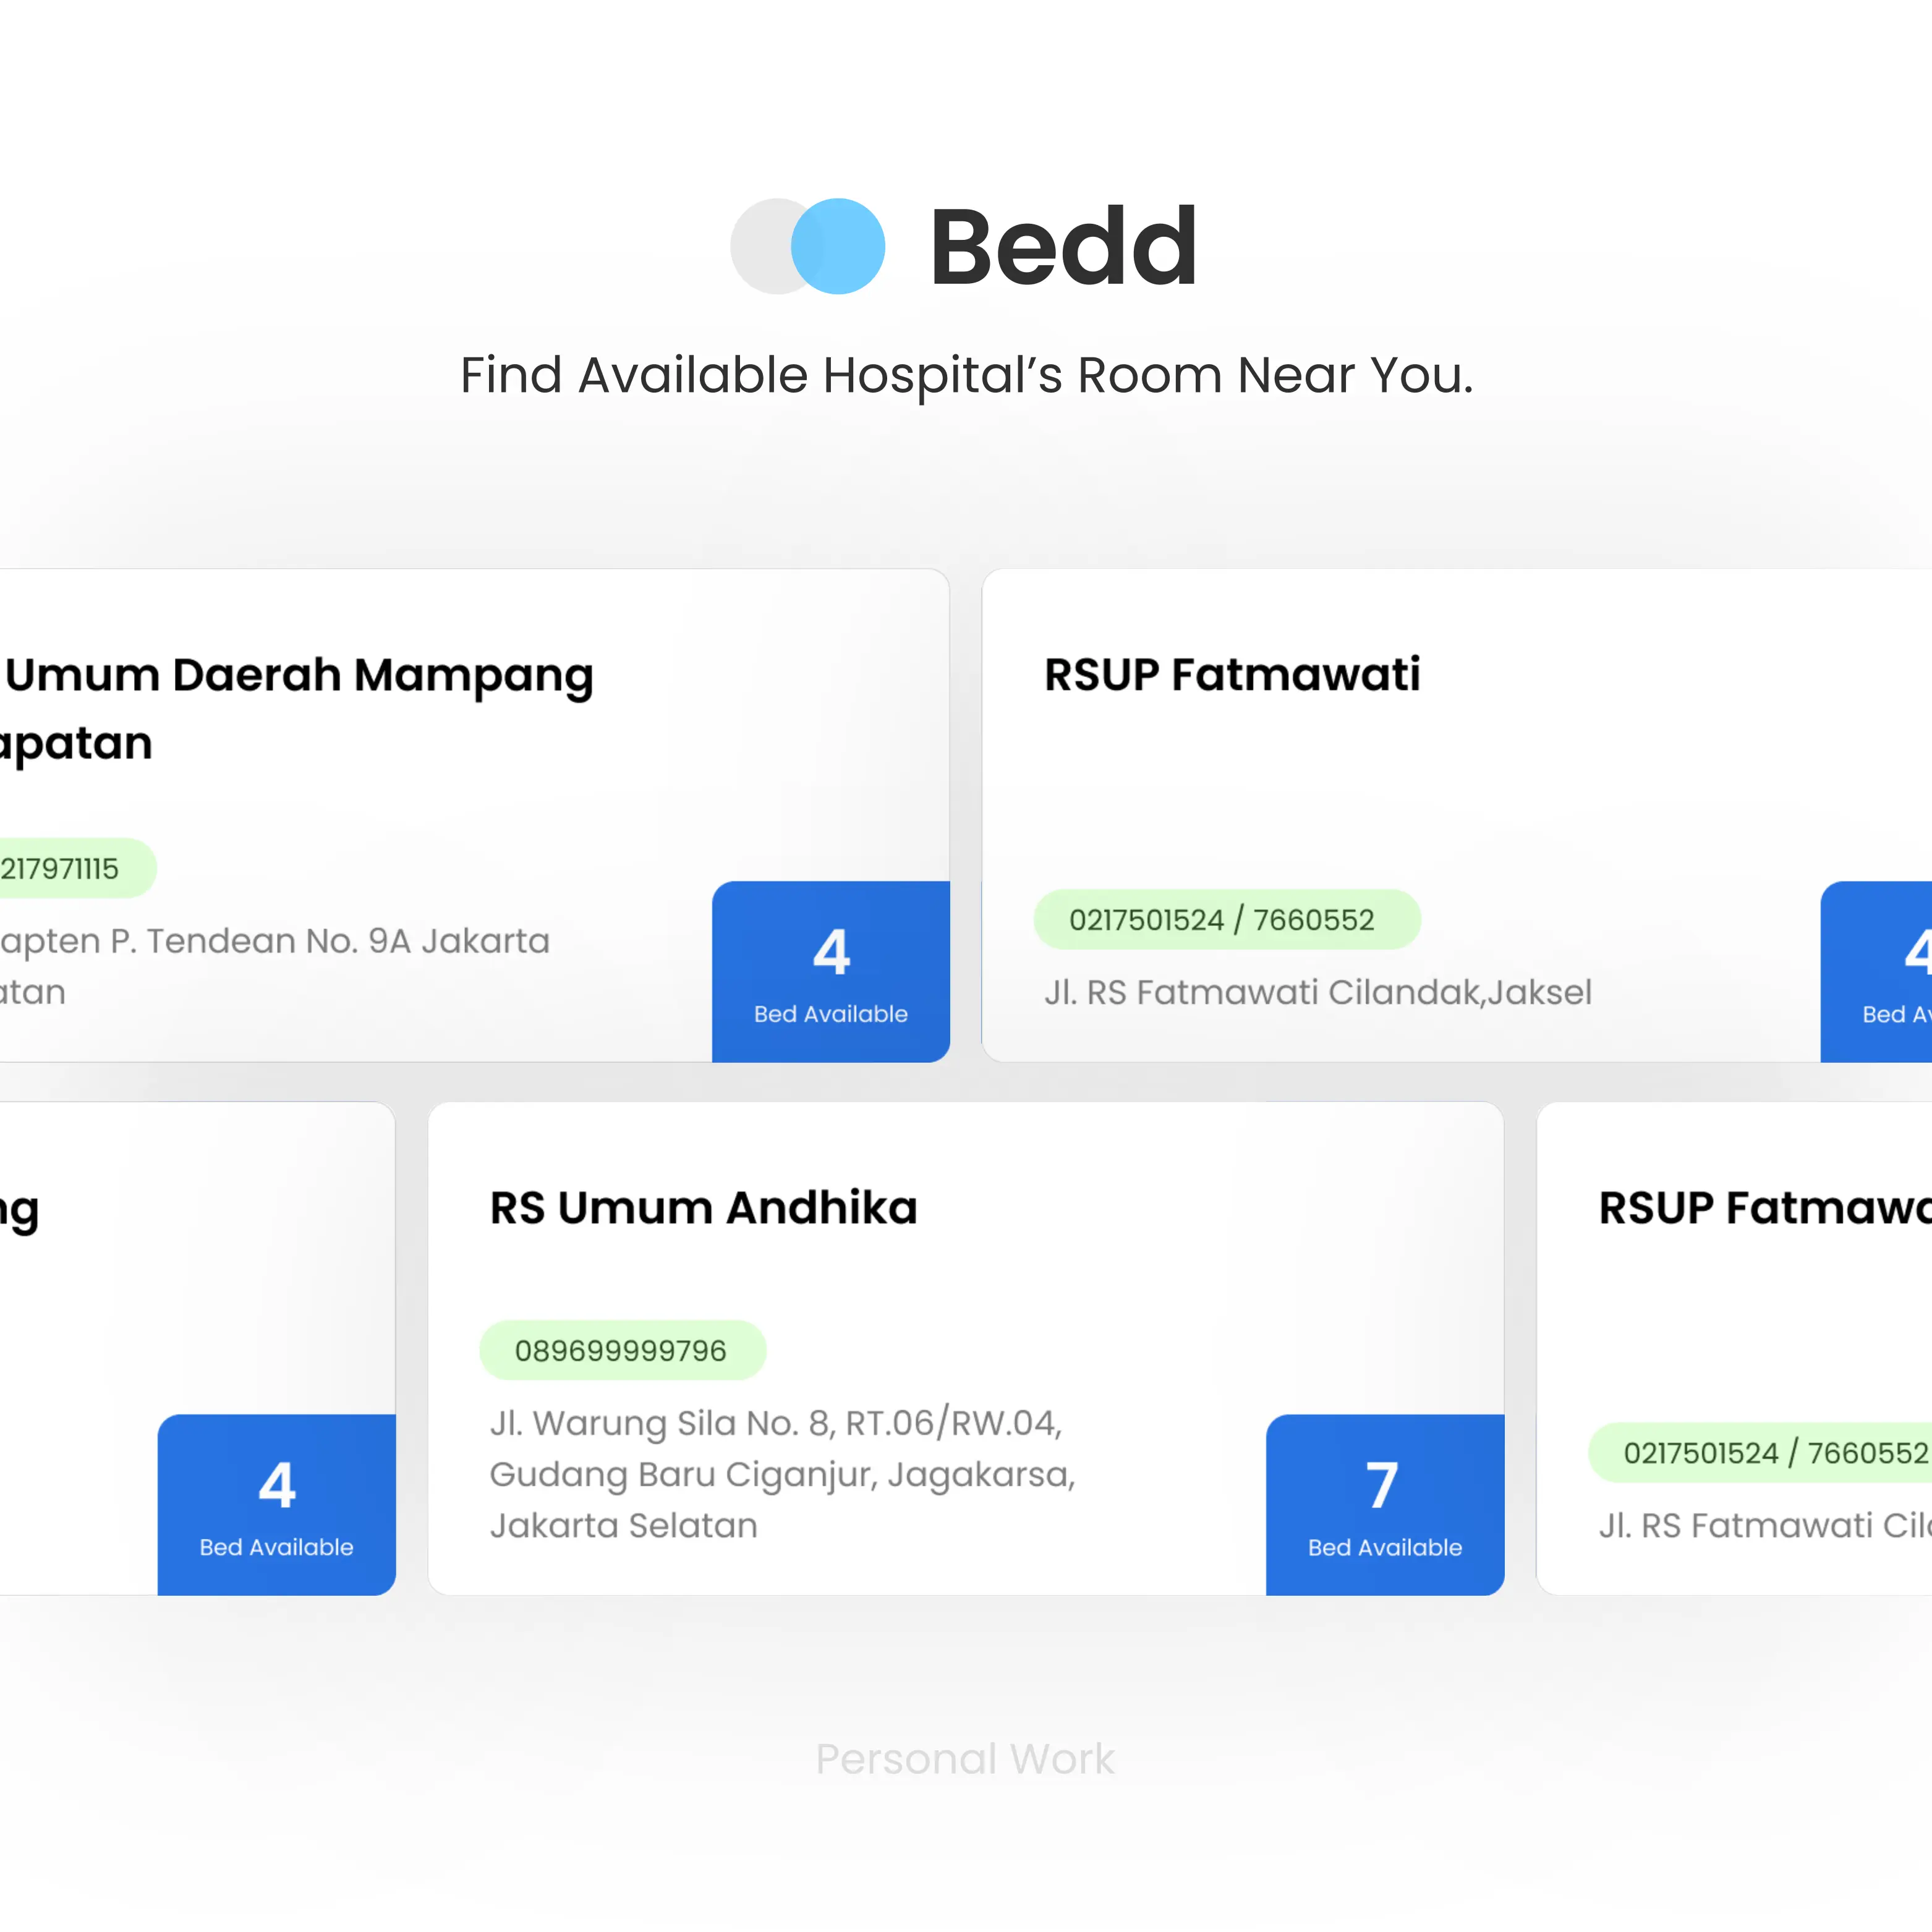 Bedd
Find Available Hospital’s Room Near You.
Umum Daerah Mampang
apatan
217971115
apten P. Tendean No. 9A Jakarta
atan
4
Bed Available
RSUP Fatmawati
0217501524 / 7660552
Jl. RS Fatmawati Cilandak,Jaksel
4
Bed Av
ng
4
Bed Available
RS Umum Andhika
089699999796
Jl. Warung Sila No. 8, RT.06/RW.04,
Gudang Baru Ciganjur, Jagakarsa,
Jakarta Selatan
7
Bed Available
RSUP Fatmawa
0217501524 / 7660552
Jl. RS Fatmawati Cila
Personal Work